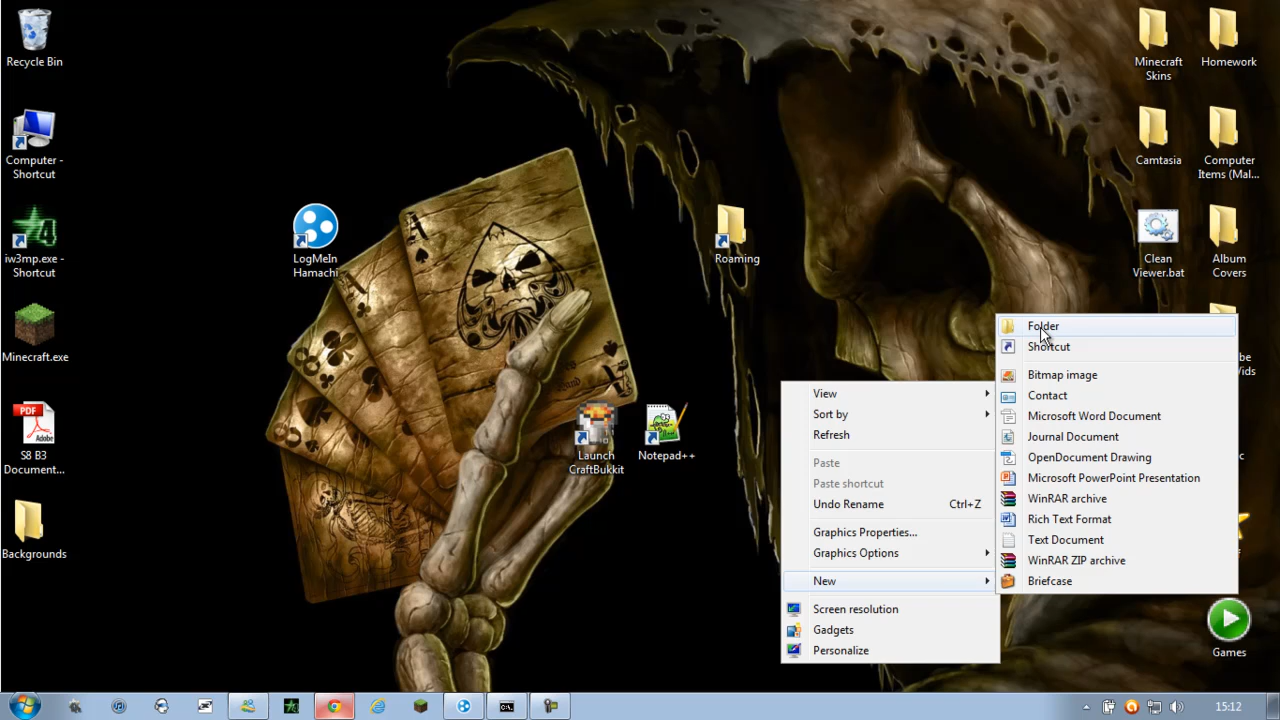 Recycle Bin
Computer -
Shortcut
iw3mp.exe -
Shortcut
Minecraft.exe
PDF
Adobe
S8 B3
Document...
Backgrounds
LogMeIn
Hamachi
A
Launch
CraftBukkit
Notepad++
Roaming
Minecraft
Skins
Homework
Camtasia
Computer
Items (Mal...
Clean
Viewer.bat
Album
Covers
View
Sort by
Refresh
Paste
Paste shortcut
Undo Rename Ctrl+Z
Graphics Properties...
Graphics Options
New
Screen resolution
Gadgets
Personalize
Folder
Shortcut
Bitmap image
Contact
Microsoft Word Document
Journal Document
OpenDocument Drawing
Microsoft PowerPoint Presentation
WinRAR archive
Rich Text Format
Text Document
WinRAR ZIP archive
Briefcase
Games
15:12